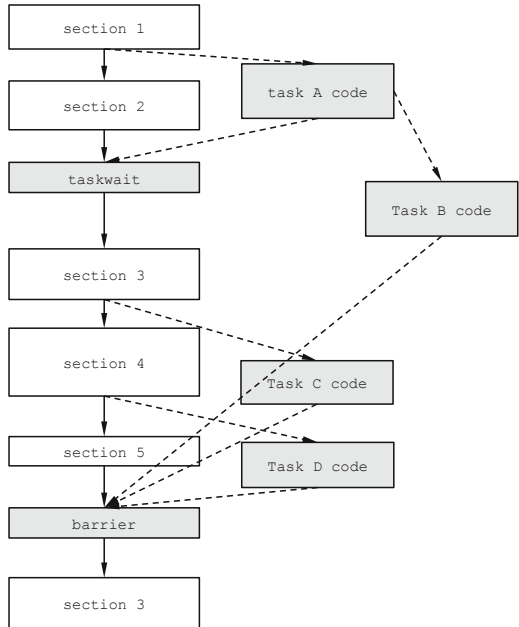 section 1
task A code
section 2
taskwait
Task B code
section 3
section 4
Task C code
section 5
Task D code
barrier
section 3